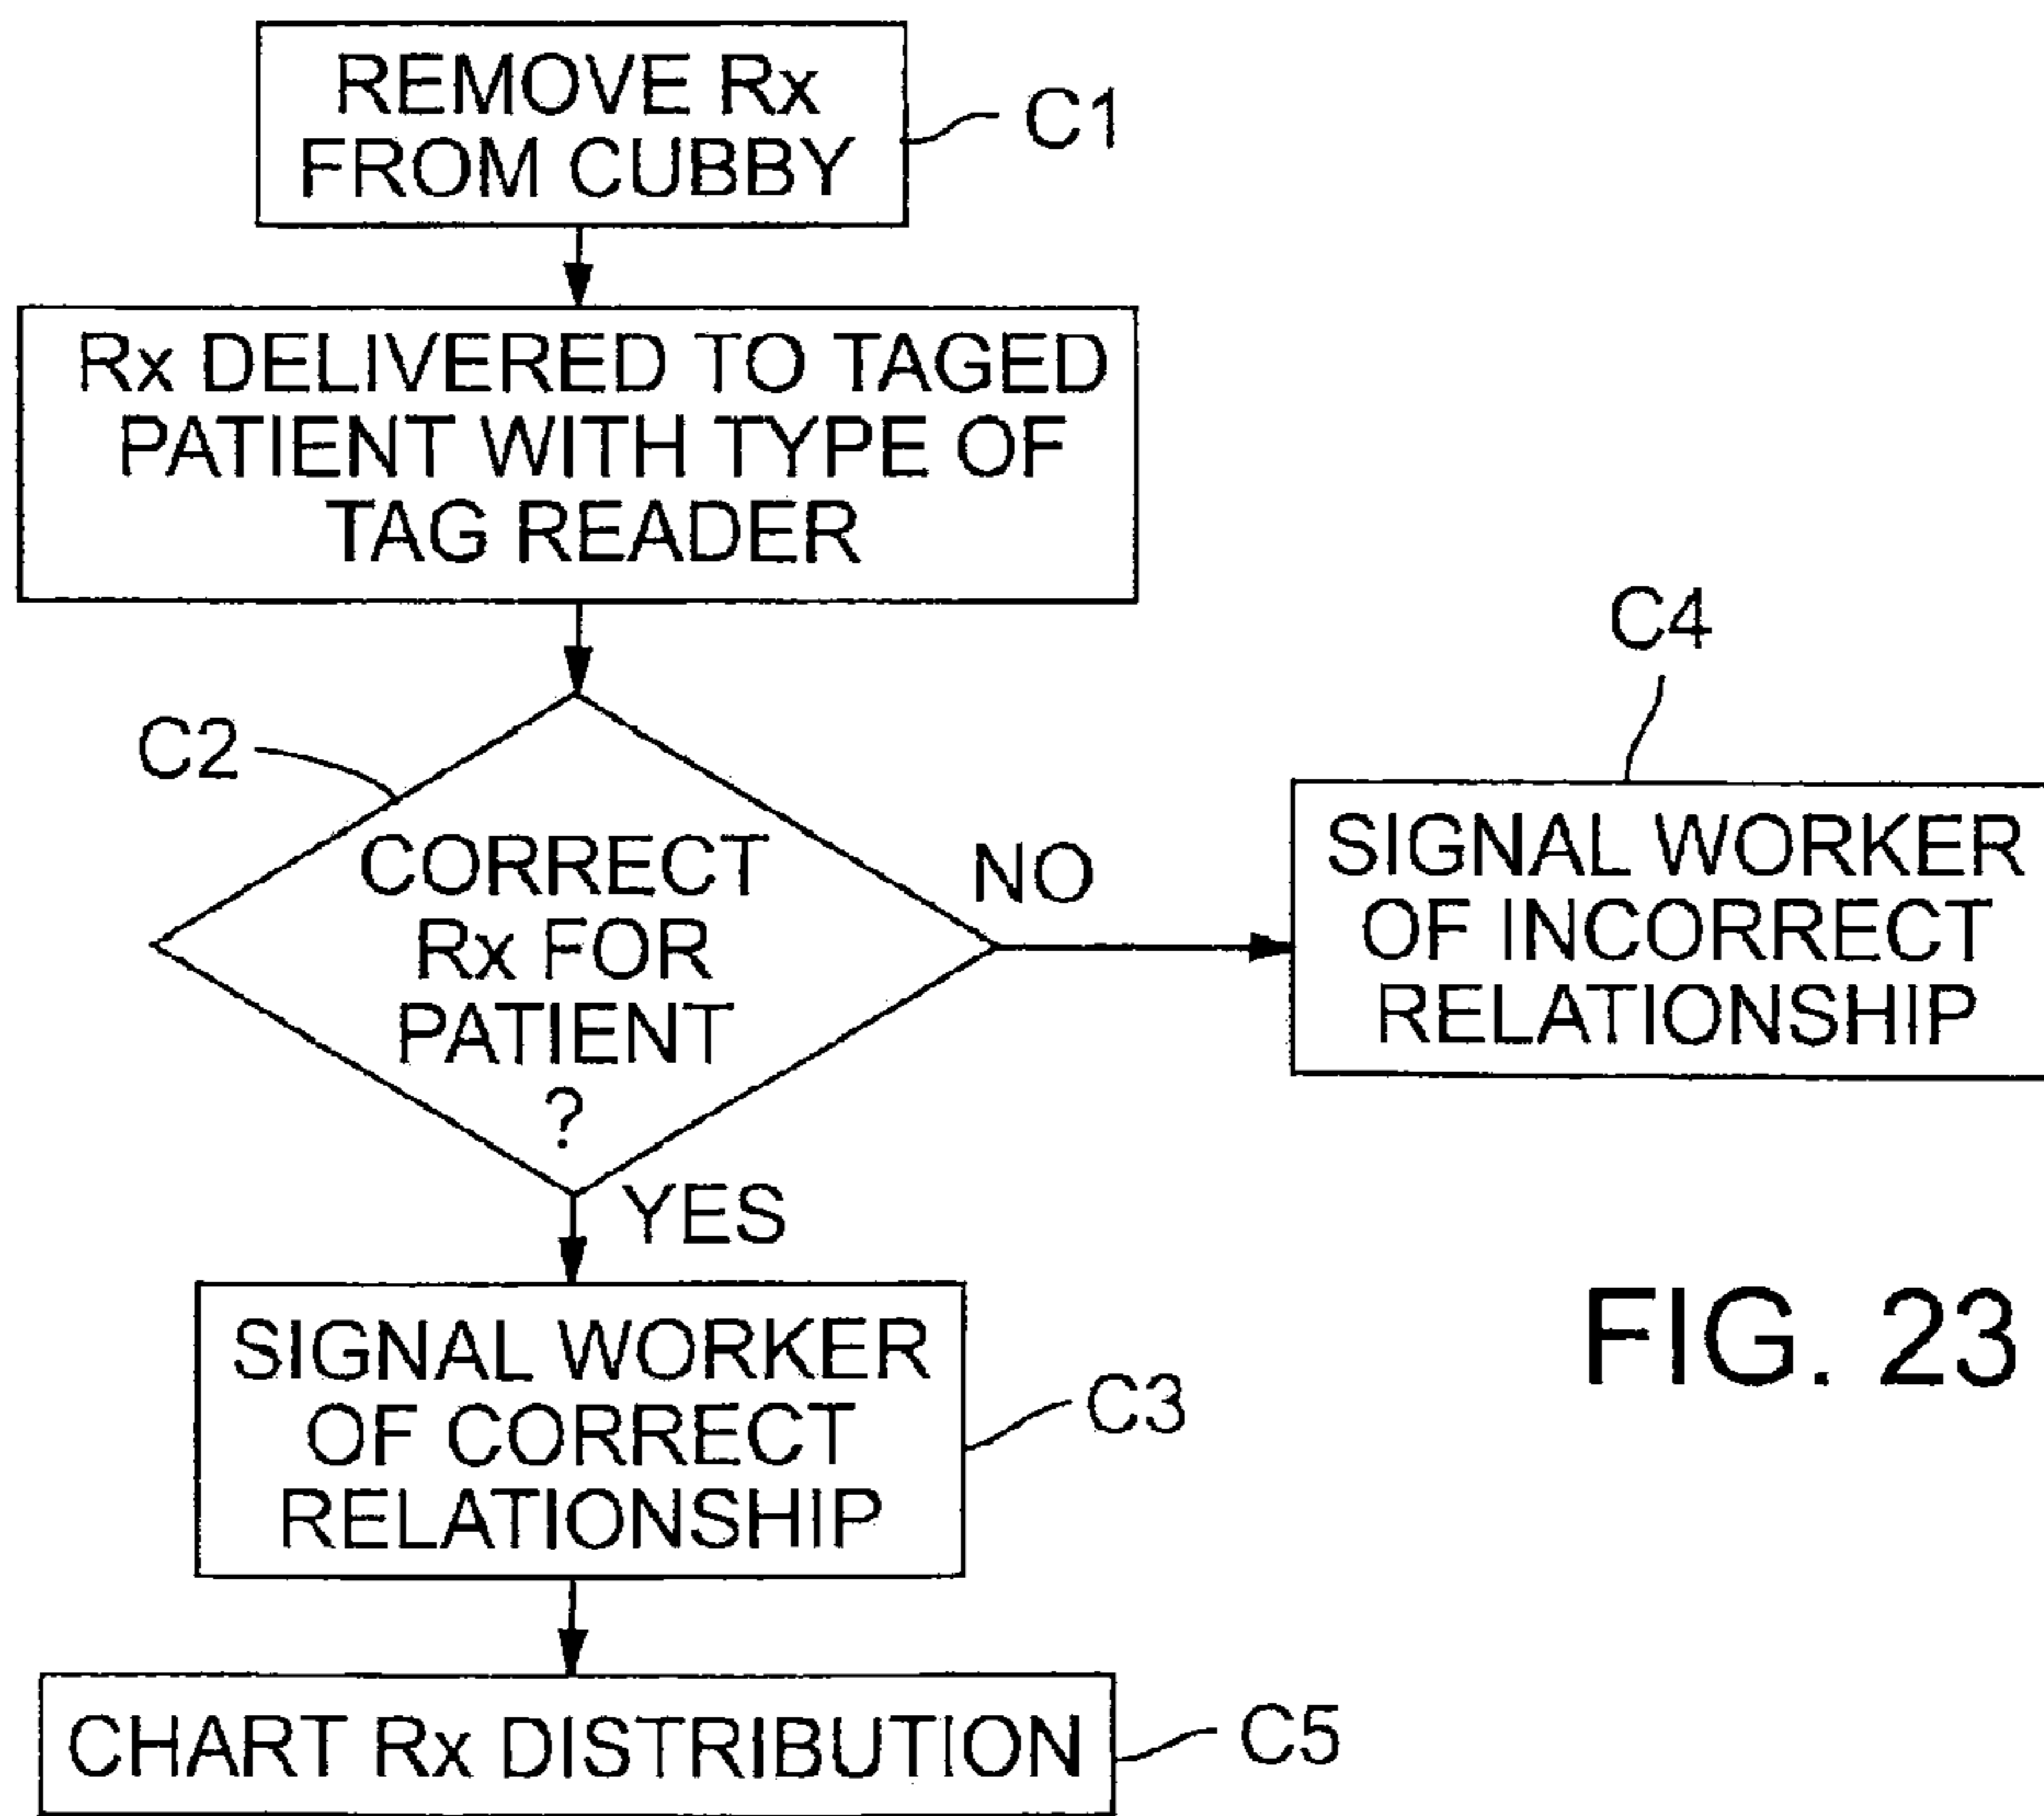 REMOVE Rx
FROM CUBBY
C1
Rx DELIVERED TO TAGED
PATIENT WITH TYPE OF
TAG READER
C2
CORRECT
Rx FOR
PATIENT
?
NO
C4
SIGNAL WORKER
OF INCORRECT
RELATIONSHIP
YES
SIGNAL WORKER
OF CORRECT
RELATIONSHIP
C3
CHART Rx DISTRIBUTION
C5
FIG. 23